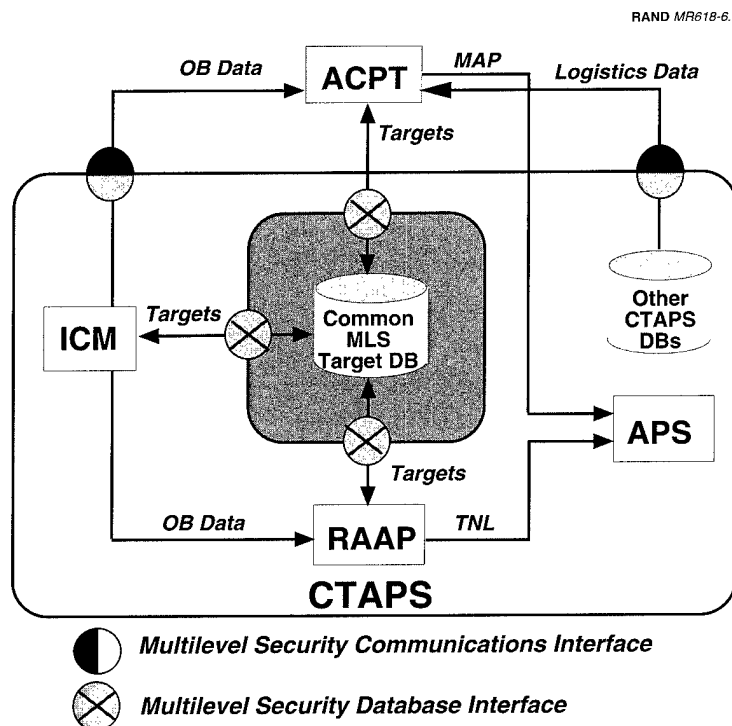 RAND MR618-6.
OB Data
ACPT
MAP
Logistics Data
Targets
ICM
Targets
Common
MLS
Target DB
Other
CTAPS
DBs
APS
Targets
OB Data
RAAP
TNL
CTAPS
Multilevel Security Communications Interface
Multilevel Security Database Interface